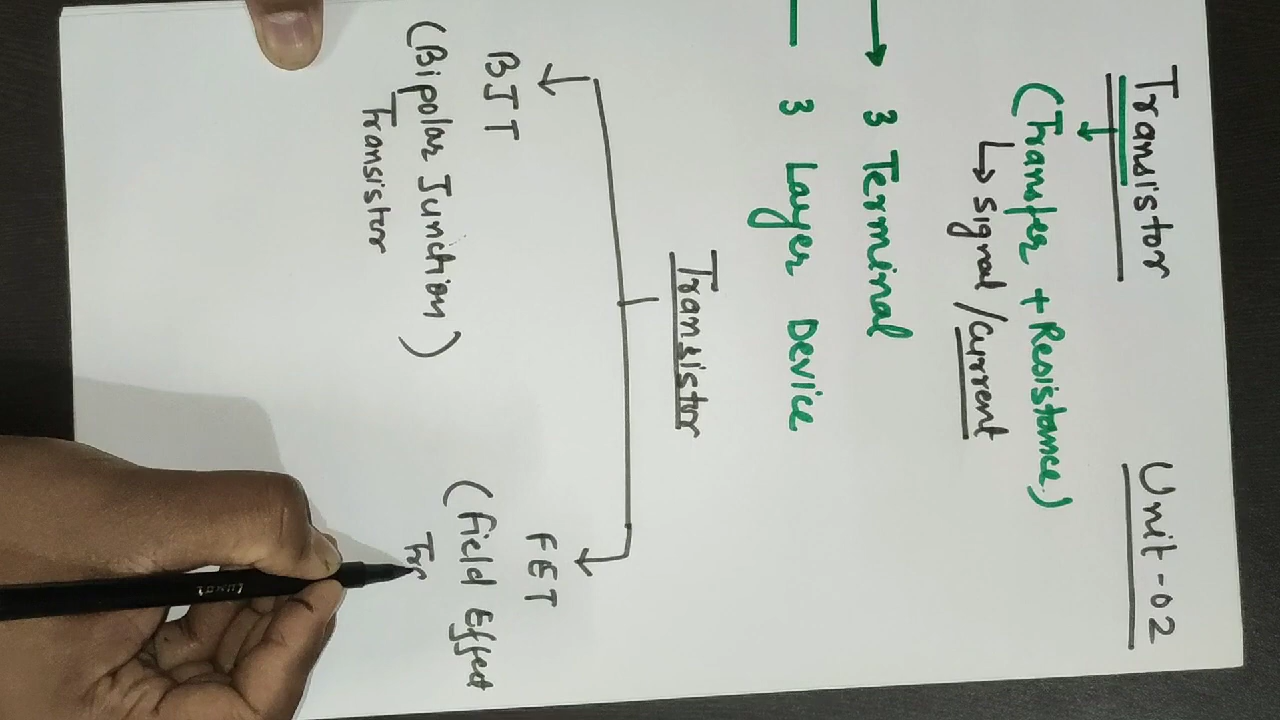 Transistor Unit-02
(Transfer + Resistance)
↳ Signal / Current
→ 3 Terminal
— 3 Layer Device
Transistor
BJT FET
(Bipolar Junction) (Field Effect
Transistor Tra